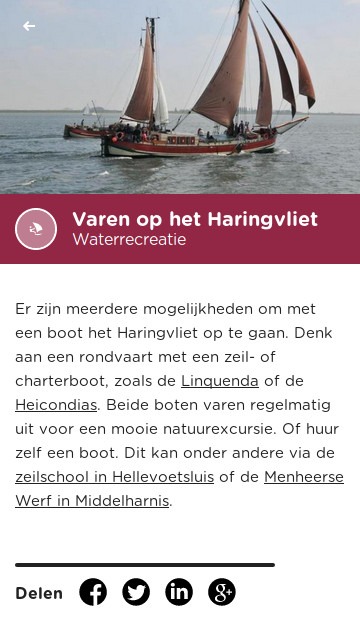 Varen op het Haringvliet
Waterrecreatie
Er zijn meerdere mogelijkheden om met
een boot het Haringvliet op te gaan. Denk
aan een rondvaart met een zeil- of
charterboot, zoals de Linquenda of de
Heicondias. Beide boten varen regelmatig
uit voor een mooie natuurexcursie. Of huur
zelf een boot. Dit kan onder andere via de
zeilschool in Hellevoetsluis of de Menheerse
Werf in Middelharnis.
Delen